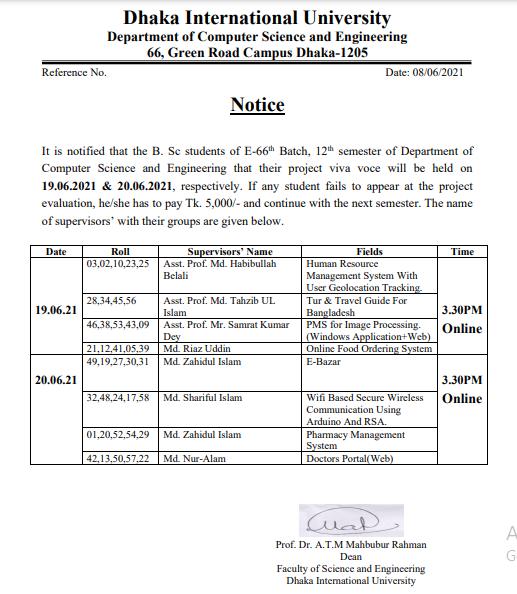 Dhaka International University
Department of Computer Science and Engineering
66, Green Road Campus Dhaka-1205
Reference No. Date: 08/06/2021
Notice
It is notified that the B. Sc students of E-66th Batch, 12th semester of Department of
Computer Science and Engineering that their project viva voce will be held on
19.06.2021 & 20.06.2021, respectively. If any student fails to appear at the project
evaluation, he/she has to pay Tk. 5,000/- and continue with the next semester. The name
of supervisors' with their groups are given below.
Date Roll Supervisors' Name Fields Time
19.06.21
03,02,10,23,25 Asst. Prof. Md. Habibullah Human Resource
Belali Management System With
User Geolocation Tracking.
28,34,45,56 Asst. Prof. Md. Tahzib UL Tur & Travel Guide For
Islam Bangladesh
46,38,53,43,09 Asst. Prof. Mr. Samrat Kumar PMS for Image Processing.
Dey (Windows Application+Web)
21,12,41,05,39 Md. Riaz Uddin Online Food Ordering System
3.30PM
Online
20.06.21
49,19,27,30,31 Md. Zahidul Islam E-Bazar
32,48,24,17,58 Md. Shariful Islam Wifi Based Secure Wireless
Communication Using
Arduino And RSA.
01,20,52,54,29 Md. Zahidul Islam Pharmacy Management
System
42,13,50,57,22 Md. Nur-Alam Doctors Portal(Web)
3.30PM
Online
Prof. Dr. A.T.M Mahbubur Rahman
Dean
Faculty of Science and Engineering
Dhaka International University